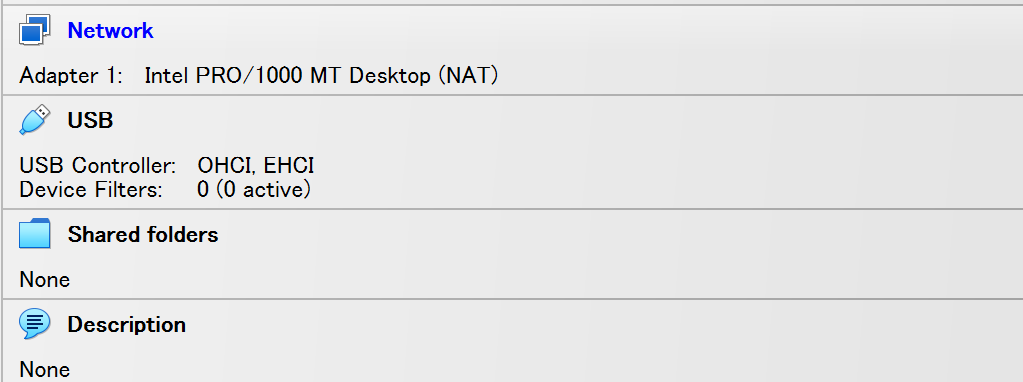 Network
Adapter 1: Intel PRO/1000 MT Desktop (NAT)
USB
USB Controller: OHCI, EHCI
Device Filters: 0 (0 active)
Shared folders
None
Description
None